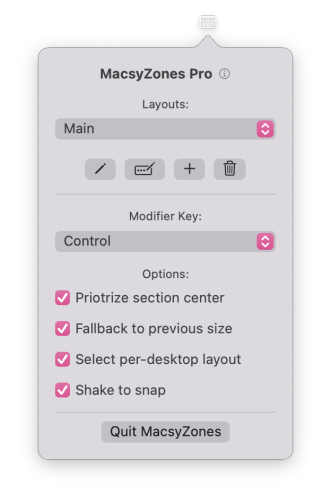 MacsyZones Pro
Layouts:
Main
Modifier Key:
Control
Options:
Priotrize section center
Fallback to previous size
Select per-desktop layout
Shake to snap
Quit MacsyZones